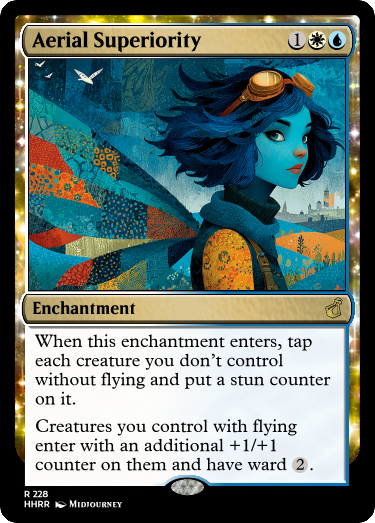 Aerial Superiority 1
Enchantment
When this enchantment enters, tap
each creature you don't control
without flying and put a stun counter
on it.
Creatures you control with flying
enter with an additional +1/+1
counter on them and have ward 2.
R 228
HHRR MIDJOURNEY